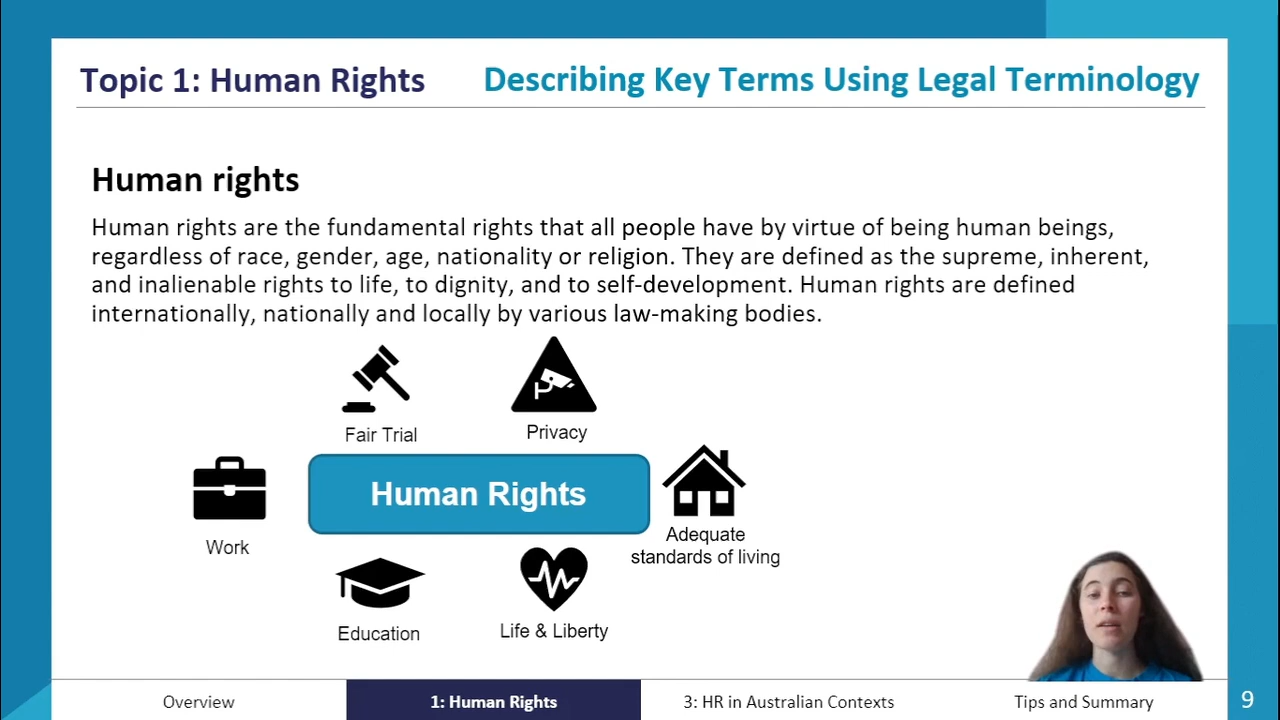 Topic 1: Human Rights
Describing Key Terms Using Legal Terminology
Human rights
Human rights are the fundamental rights that all people have by virtue of being human beings,
regardless of race, gender, age, nationality or religion. They are defined as the supreme, inherent,
and inalienable rights to life, to dignity, and to self-development. Human rights are defined
internationally, nationally and locally by various law-making bodies.
Fair Trial
Privacy
Human Rights
Work
Adequate
standards of living
Education
Life & Liberty
Overview
1: Human Rights
3: HR in Australian Contexts
Tips and Summary
9